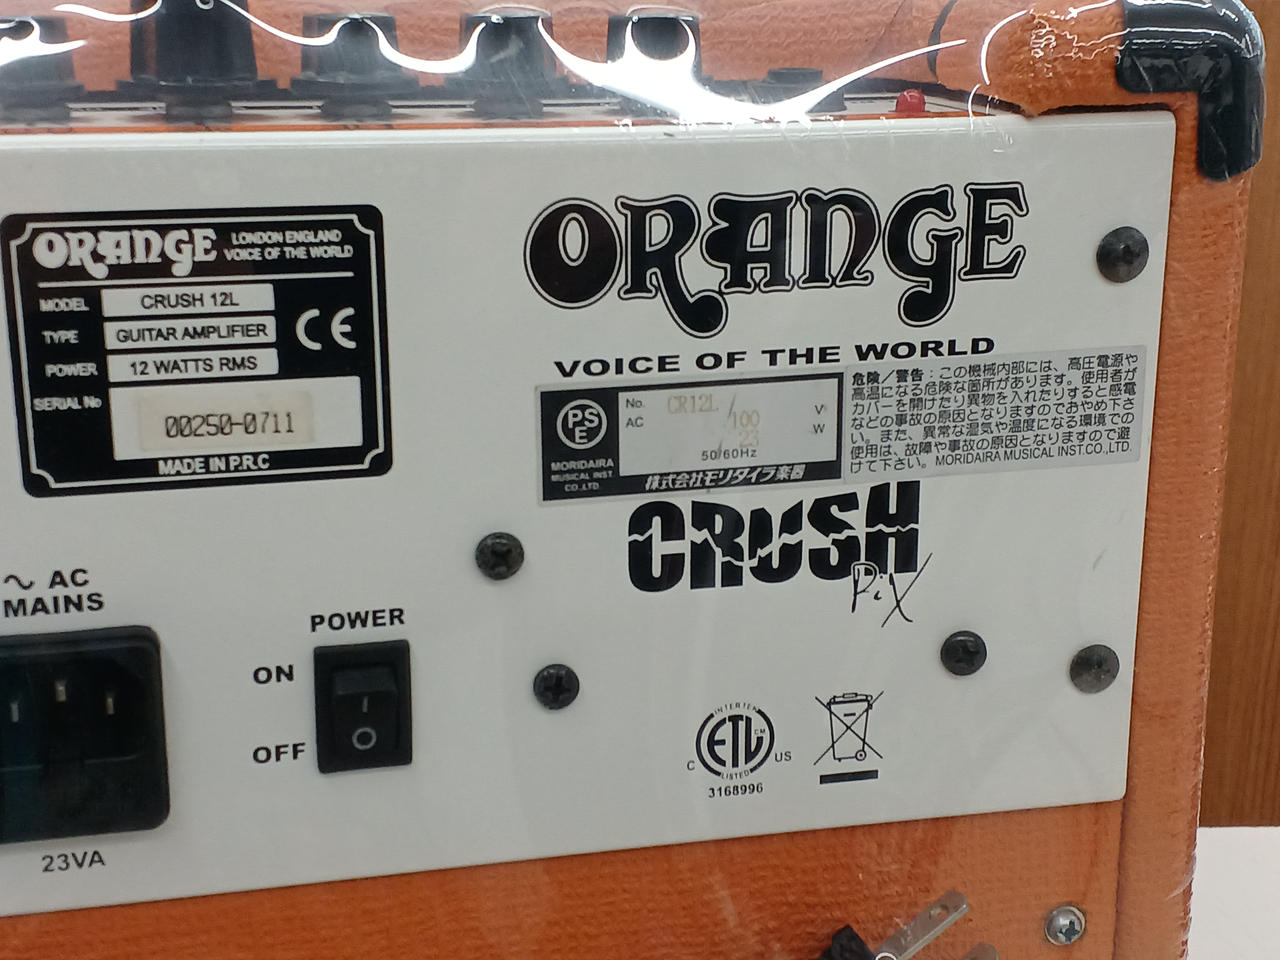 ORANGE
LONDON ENGLAND
VOICE OF THE WORLD
MODEL CRUSH 12L
TYPE GUITAR AMPLIFIER
POWER 12 WATTS RMS
CE
SERIAL No 00250-0711
MADE IN P.R.C
ORANGE
VOICE OF THE WORLD
PSE
MORIDAIRA
MUSICAL INST.
CO.,LTD.
No. CR12L
AC 100 V
23 W
50/60Hz
株式会社モリダイラ楽器
危険/警告:この機械内部には、高圧電源や
高温になる危険な箇所があります。使用者が
カバーを開けたり異物を入れたりすると感電
などの事故の原因となりますのでおやめ下さ
い。また、異常な湿気や温度になる環境での
使用は、故障や事故の原因となりますので避
けて下さい。MORIDAIRA MUSICAL INST.CO.,LTD.
CRUSH
PiX
~ AC
MAINS
23VA
POWER
ON
OFF
INTERTEK
C ETL CM US
LISTED
3168996